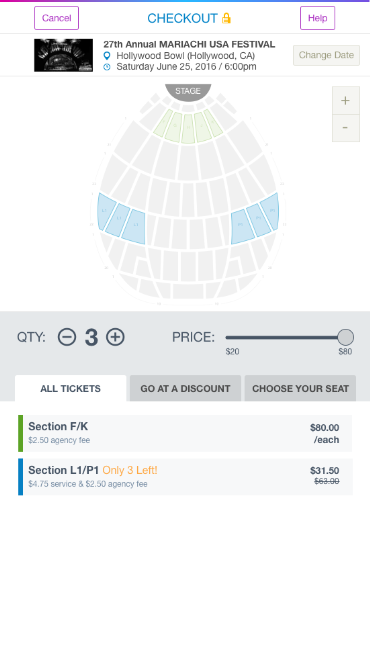 Cancel
CHECKOUT
Help
27th Annual MARIACHI USA FESTIVAL
Hollywood Bowl (Hollywood, CA)
Saturday June 25, 2016 / 6:00pm
Change Date
STAGE
+
-
QTY: 3
PRICE:
$20 $80
ALL TICKETS
GO AT A DISCOUNT
CHOOSE YOUR SEAT
Section F/K
$2.50 agency fee
$80.00
/each
Section L1/P1 Only 3 Left!
$4.75 service & $2.50 agency fee
$31.50
$63.00